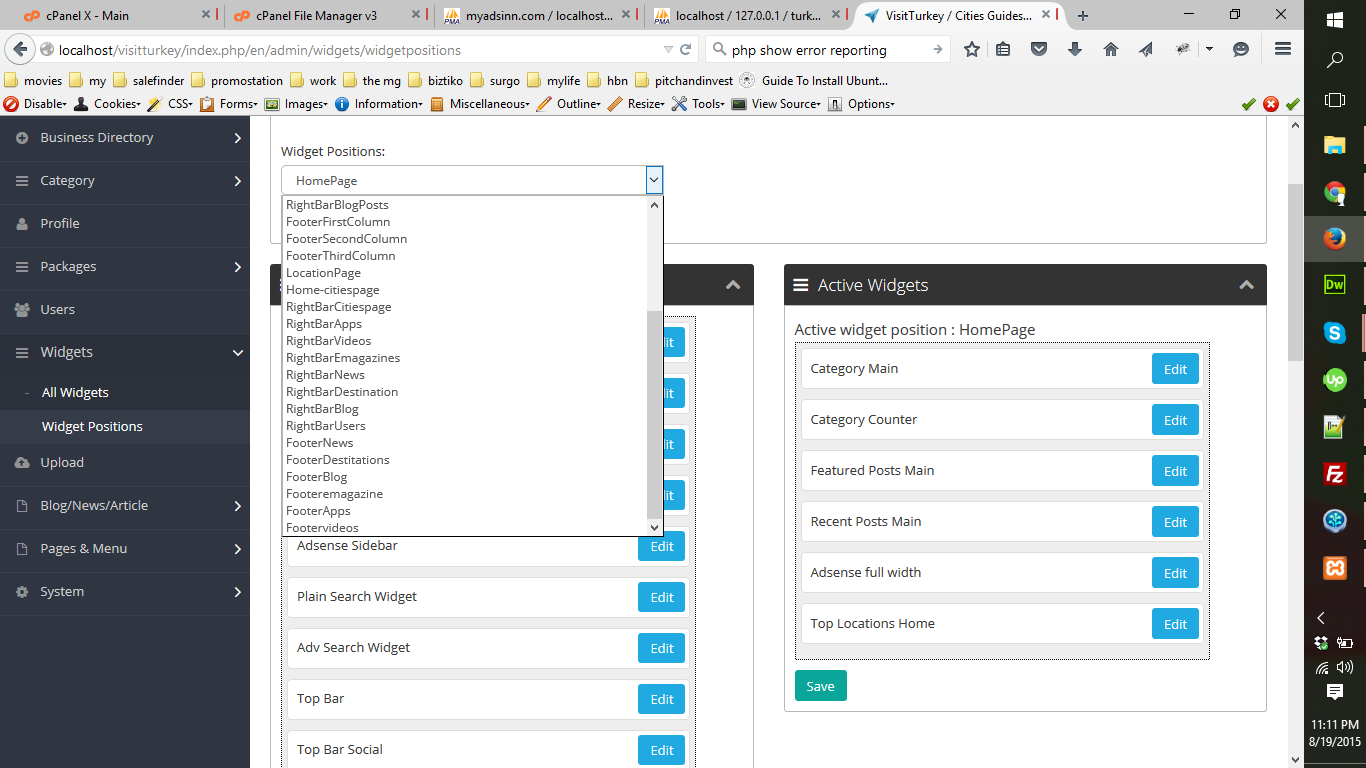 cPanel X - Main
cPanel File Manager v3
myadsinn.com / localhost...
localhost / 127.0.0.1 / turk...
VisitTurkey / Cities Guides...
localhost/visitturkey/index.php/en/admin/widgets/widgetpositions
php show error reporting
movies my salefinder promostation work the mg biztiko surgo mylife hbn pitchandinvest Guide To Install Ubunt...
Disable Cookies CSS Forms Images Information Miscellaneous Outline Resize Tools View Source Options
Business Directory
Category
Profile
Packages
Users
Widgets
- All Widgets
Widget Positions
Upload
Blog/News/Article
Pages & Menu
System
Widget Positions:
HomePage
RightBarBlogPosts
FooterFirstColumn
FooterSecondColumn
FooterThirdColumn
LocationPage
Home-citiespage
RightBarCitiespage
RightBarApps
RightBarVideos
RightBarEmagazines
RightBarNews
RightBarDestination
RightBarBlog
RightBarUsers
FooterNews
FooterDestitations
FooterBlog
Footeremagazine
FooterApps
Footervideos
Adsense Sidebar Edit
Plain Search Widget Edit
Adv Search Widget Edit
Top Bar Edit
Top Bar Social Edit
Active Widgets
Active widget position : HomePage
Category Main Edit
Category Counter Edit
Featured Posts Main Edit
Recent Posts Main Edit
Adsense full width Edit
Top Locations Home Edit
Save
Dw
Up
Fz
11:11 PM
8/19/2015